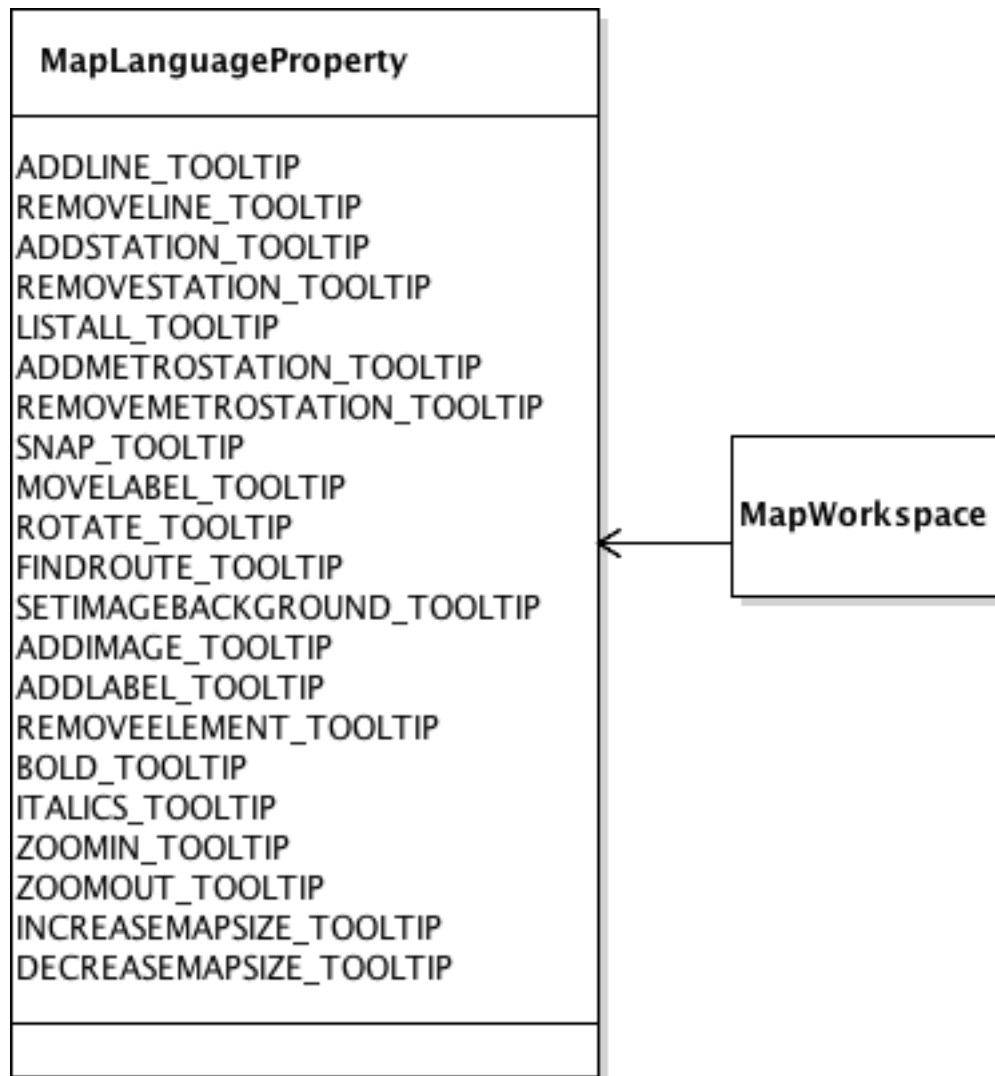 MapLanguageProperty
ADDLINE_TOOLTIP
REMOVELINE_TOOLTIP
ADDSTATION_TOOLTIP
REMOVESTATION_TOOLTIP
LISTALL_TOOLTIP
ADDMETROSTATION_TOOLTIP
REMOVEMETROSTATION_TOOLTIP
SNAP_TOOLTIP
MOVELABEL_TOOLTIP
ROTATE_TOOLTIP
FINDROUTE_TOOLTIP
SETIMAGEBACKGROUND_TOOLTIP
ADDIMAGE_TOOLTIP
ADDLABEL_TOOLTIP
REMOVEELEMENT_TOOLTIP
BOLD_TOOLTIP
ITALICS_TOOLTIP
ZOOMIN_TOOLTIP
ZOOMOUT_TOOLTIP
INCREASEMAPSIZE_TOOLTIP
DECREASEMAPSIZE_TOOLTIP
MapWorkspace